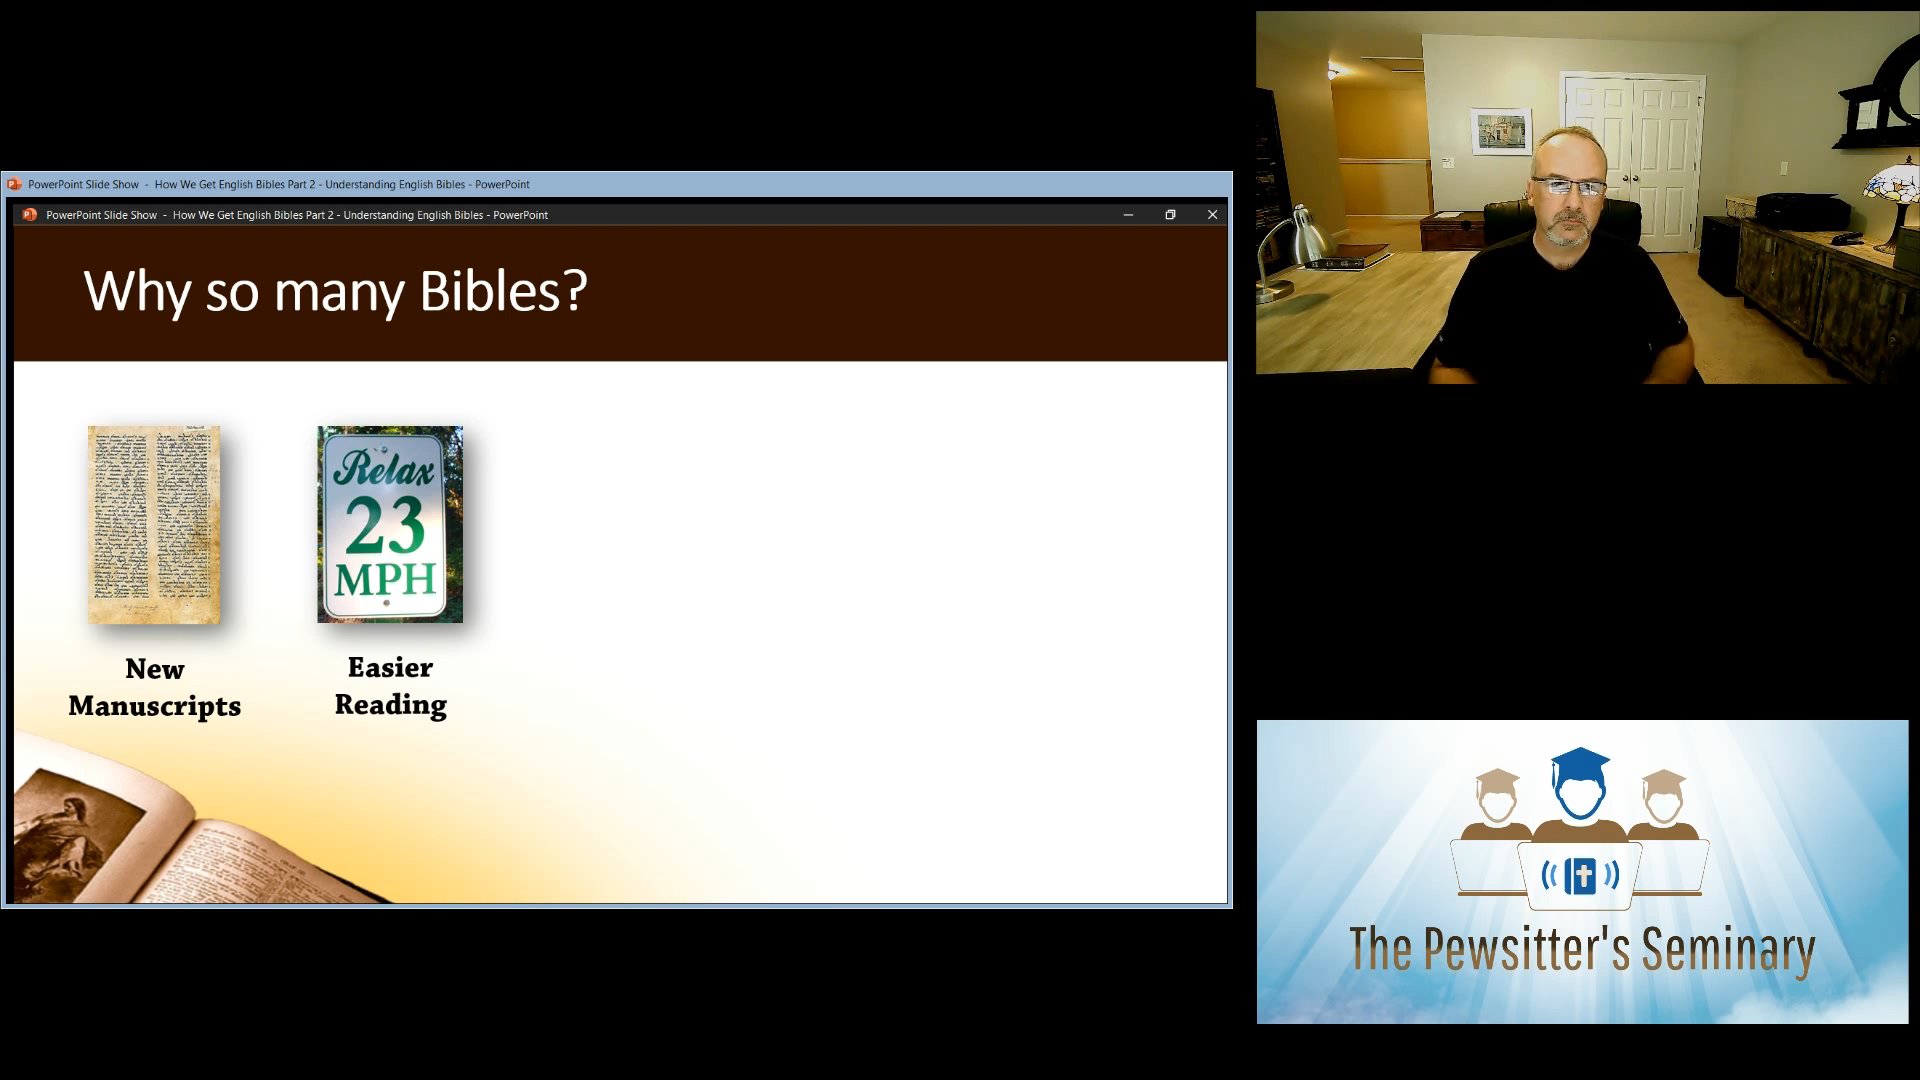 PowerPoint Slide Show - How We Get English Bibles Part 2 - Understanding English Bibles - PowerPoint
PowerPoint Slide Show - How We Get English Bibles Part 2 - Understanding English Bibles - PowerPoint
Why so many Bibles?
Relax
23
MPH
New
Manuscripts
Easier
Reading
The Pewsitter's Seminary